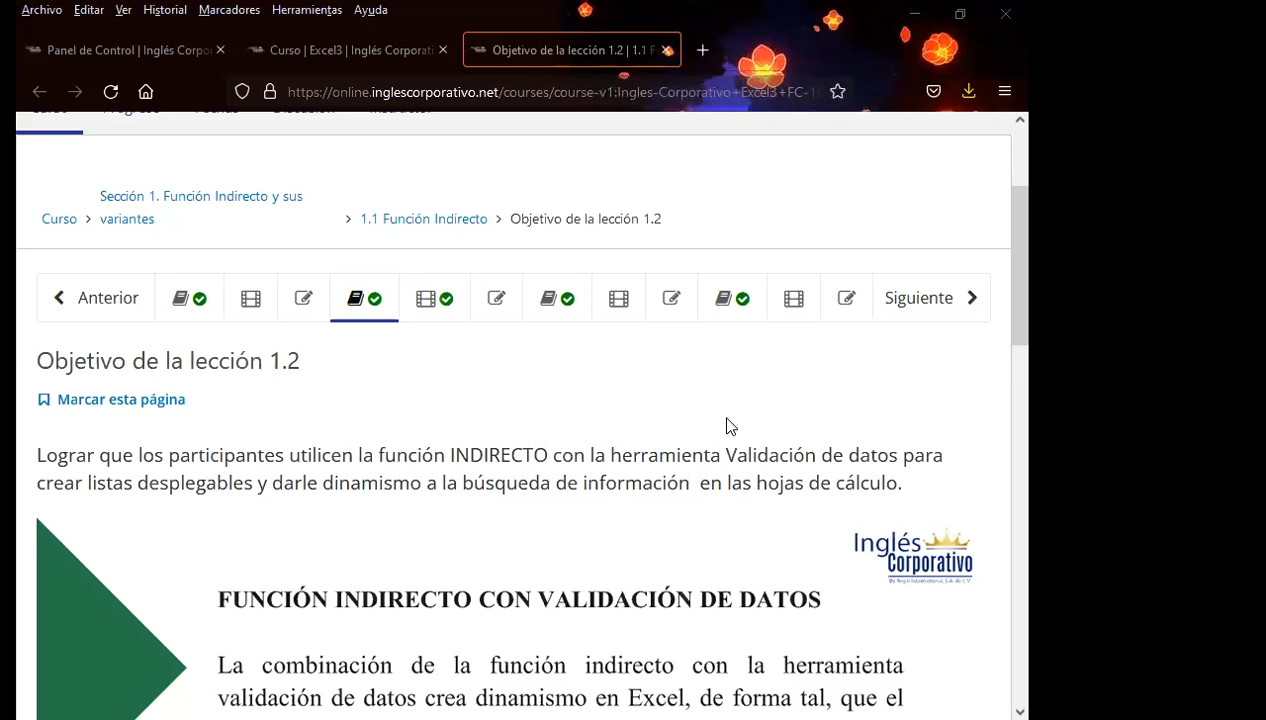 Archivo Editar Ver Historial Marcadores Herramientas Ayuda
Panel de Control | Inglés Corpo
Curso | Excel3 | Inglés Corporati
Objetivo de la lección 1.2 | 1.1 F
https://online.inglescorporativo.net/courses/course-v1:Ingles-Corporativo+Excel3+FC-1
Sección 1. Función Indirecto y sus
Curso > variantes > 1.1 Función Indirecto > Objetivo de la lección 1.2
Anterior
Siguiente
Objetivo de la lección 1.2
Marcar esta página
Lograr que los participantes utilicen la función INDIRECTO con la herramienta Validación de datos para
crear listas desplegables y darle dinamismo a la búsqueda de información en las hojas de cálculo.
Inglés
Corporativo
FUNCIÓN INDIRECTO CON VALIDACIÓN DE DATOS
La combinación de la función indirecto con la herramienta
validación de datos crea dinamismo en Excel, de forma tal, que el